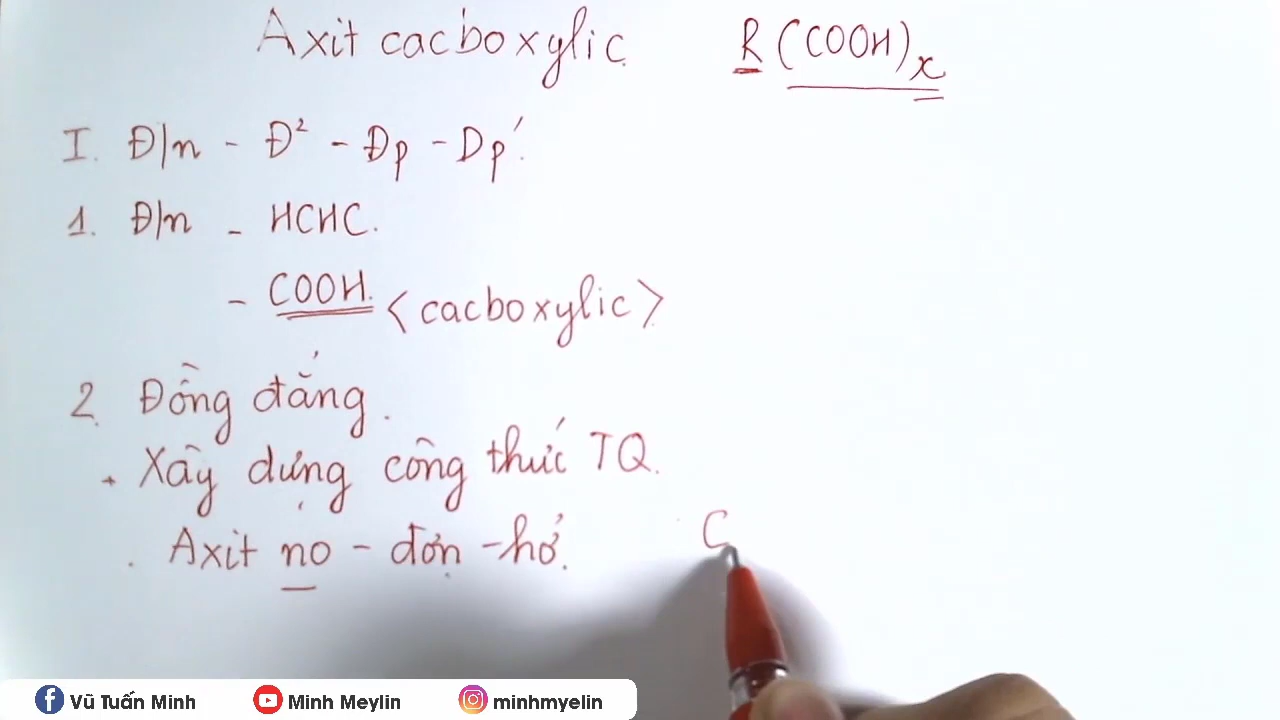 Axit cacboxylic R(COOH)ₓ
I. Đ/n - Đ² - Đp - Dp'.
1. Đ/n - HCHC.
- COOH. <cacboxylic>
2. Đồng đẳng.
+ Xây dựng công thức TQ.
. Axit no - đơn - hở. C
Vũ Tuấn Minh Minh Meylin minhmyelin